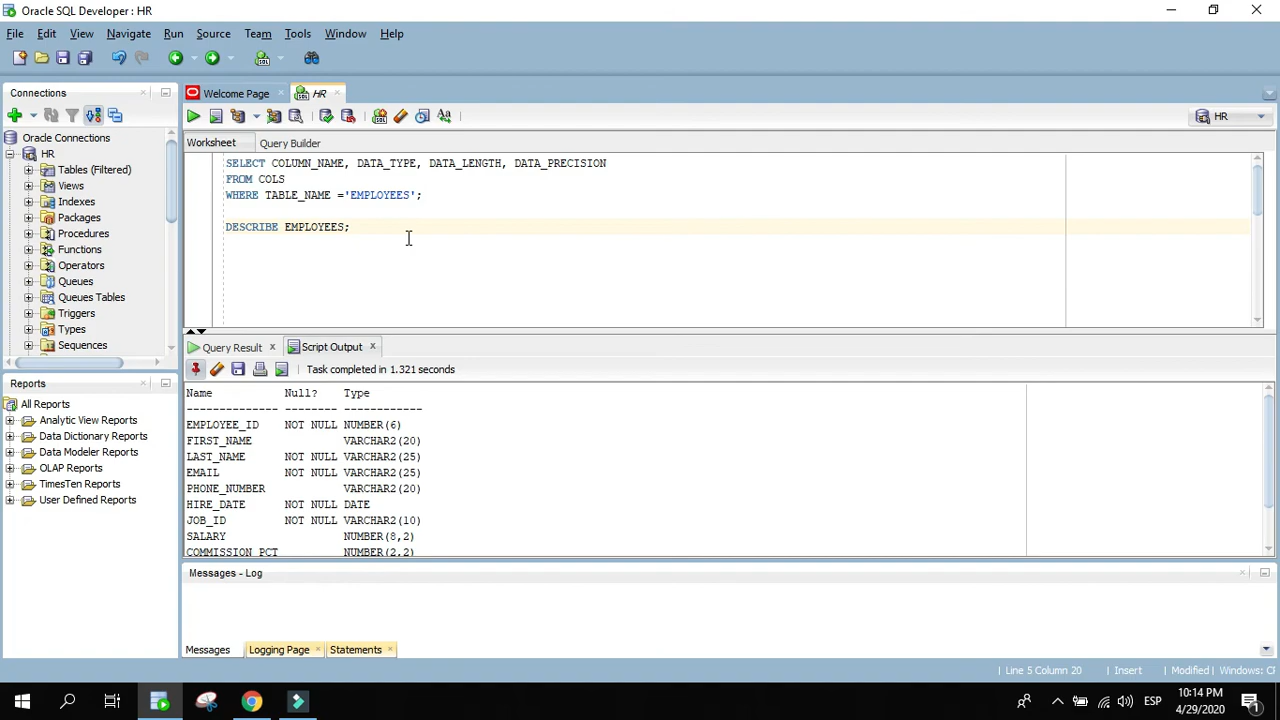 Oracle SQL Developer: HR
File Edit View Navigate Run Source Team Tools Window Help
Connections
Oracle Connections
HR
Tables (Filtered)
Views
Indexes
Packages
Procedures
Functions
Operators
Queues
Queues Tables
Triggers
Types
Sequences
Reports
All Reports
Analytic View Reports
Data Dictionary Reports
Data Modeler Reports
OLAP Reports
TimesTen Reports
User Defined Reports
Welcome Page HR
HR
Worksheet Query Builder
SELECT COLUMN_NAME, DATA_TYPE, DATA_LENGTH, DATA_PRECISION
FROM COLS
WHERE TABLE_NAME ='EMPLOYEES';
DESCRIBE EMPLOYEES;
Query Result Script Output
Task completed in 1.321 seconds
Name Null? Type
-------------- -------- ------------
EMPLOYEE_ID NOT NULL NUMBER(6)
FIRST_NAME VARCHAR2(20)
LAST_NAME NOT NULL VARCHAR2(25)
EMAIL NOT NULL VARCHAR2(25)
PHONE_NUMBER VARCHAR2(20)
HIRE_DATE NOT NULL DATE
JOB_ID NOT NULL VARCHAR2(10)
SALARY NUMBER(8,2)
COMMISSION_PCT NUMBER(2,2)
Messages - Log
Messages Logging Page Statements
Line 5 Column 20 Insert Modified Windows: CR
ESP
10:14 PM
4/29/2020